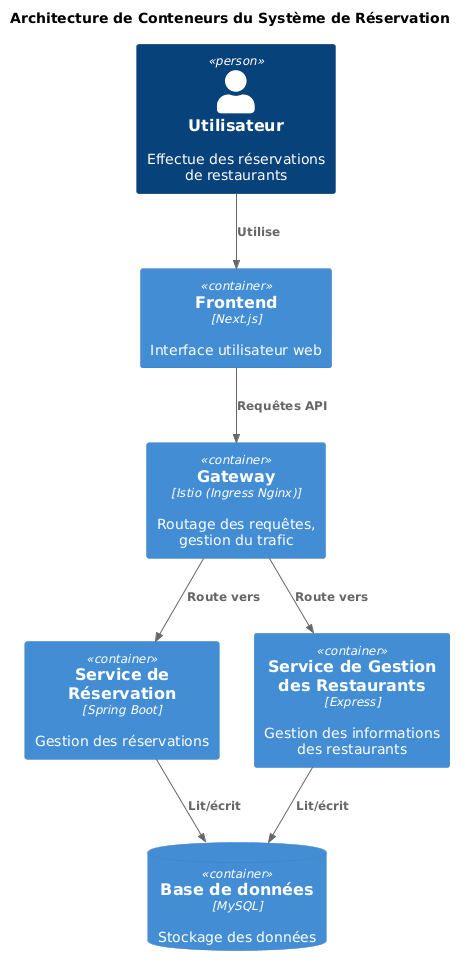 Architecture de Conteneurs du Système de Réservation
«person»
Utilisateur
Effectue des réservations
de restaurants
Utilise
«container»
Frontend
[Next.js]
Interface utilisateur web
Requêtes API
«container»
Gateway
[Istio (Ingress Nginx)]
Routage des requêtes,
gestion du trafic
Route vers
Route vers
«container»
Service de
Réservation
[Spring Boot]
Gestion des réservations
«container»
Service de Gestion
des Restaurants
[Express]
Gestion des informations
des restaurants
Lit/écrit
Lit/écrit
«container»
Base de données
[MySQL]
Stockage des données